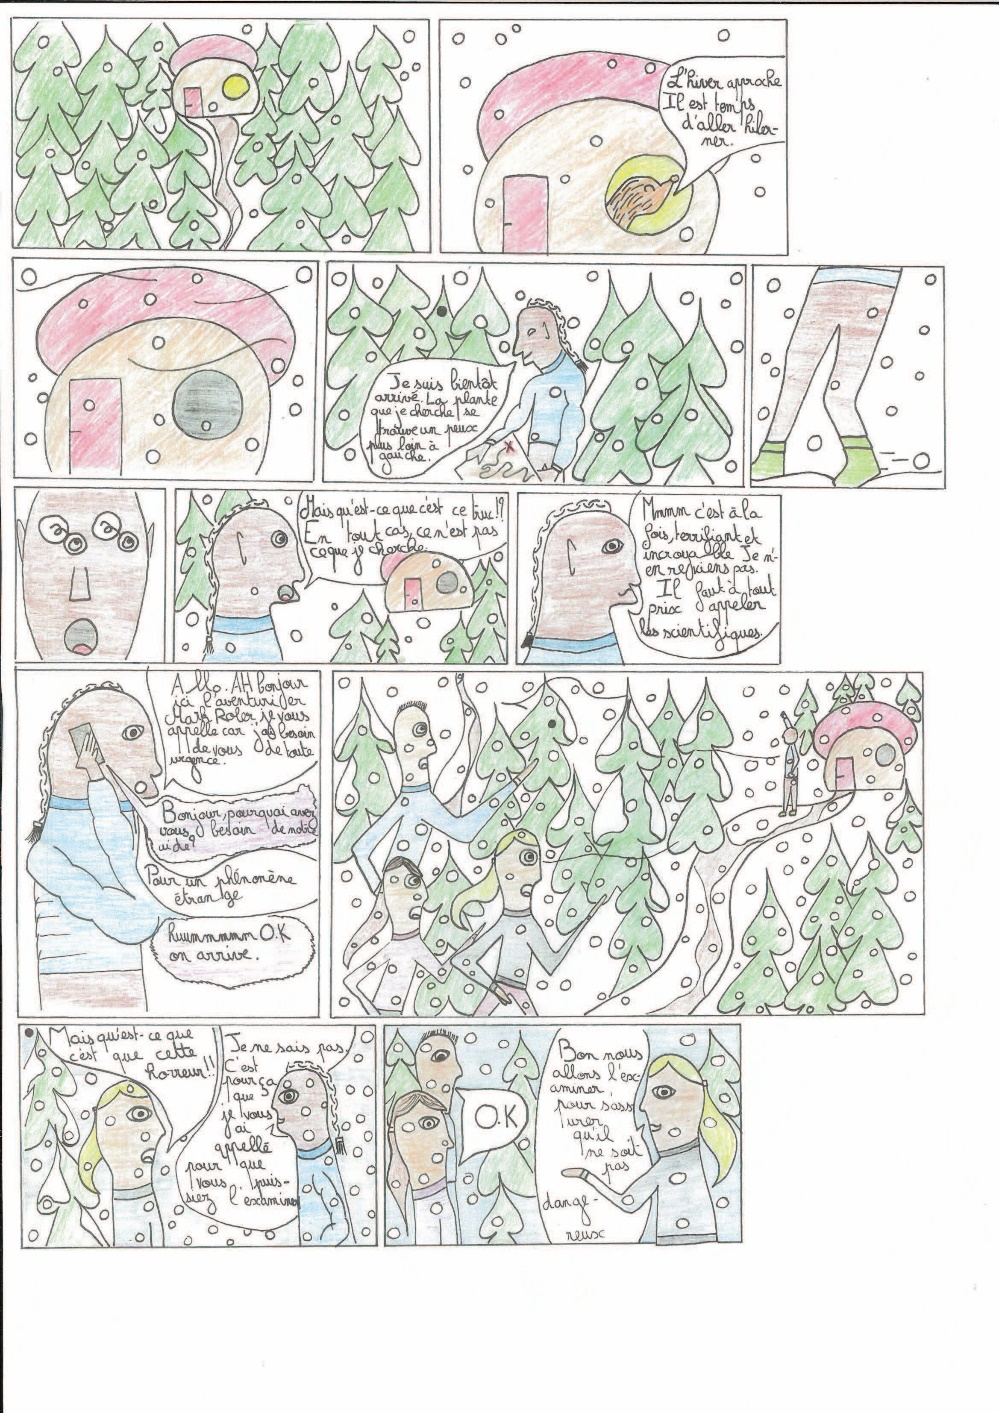 L'hiver approche
Il est temps
d'aller hiber-
ner.
Je suis bientôt
arrivé. La plante
que je cherche se
trouve un peux
plus loin à
gauche.
Mais qu'est-ce que c'est ce truc!?
En tout cas, ce n'est pas
ce que je cherche.
Mmmm c'est à la
fois, terrifiant et
incroyable Je n'-
en reviens pas.
Il faut à tout
prix appeler
les scientifiques.
Allo. AH bonjour
ici l'aventurier
Mark Roler je vous
appelle car j'ai besoin
de vous de toute
urgence.
Bonjour, pourquoi avez
vous besoin de notre
aide?
Pour un phénomène
étrange
huummmmm O.K
on arrive.
Mais qu'est-ce que
c'est que cette
horreur!!
Je ne sais pas.
C'est
pour ça
que
je vous
j'ai
appellé
pour que
vous puis-
siez l'examiner
O.K
Bon nous
allons l'ex-
aminer
pour s'ass
urer
qu'il
ne soit
pas
dange-
reux